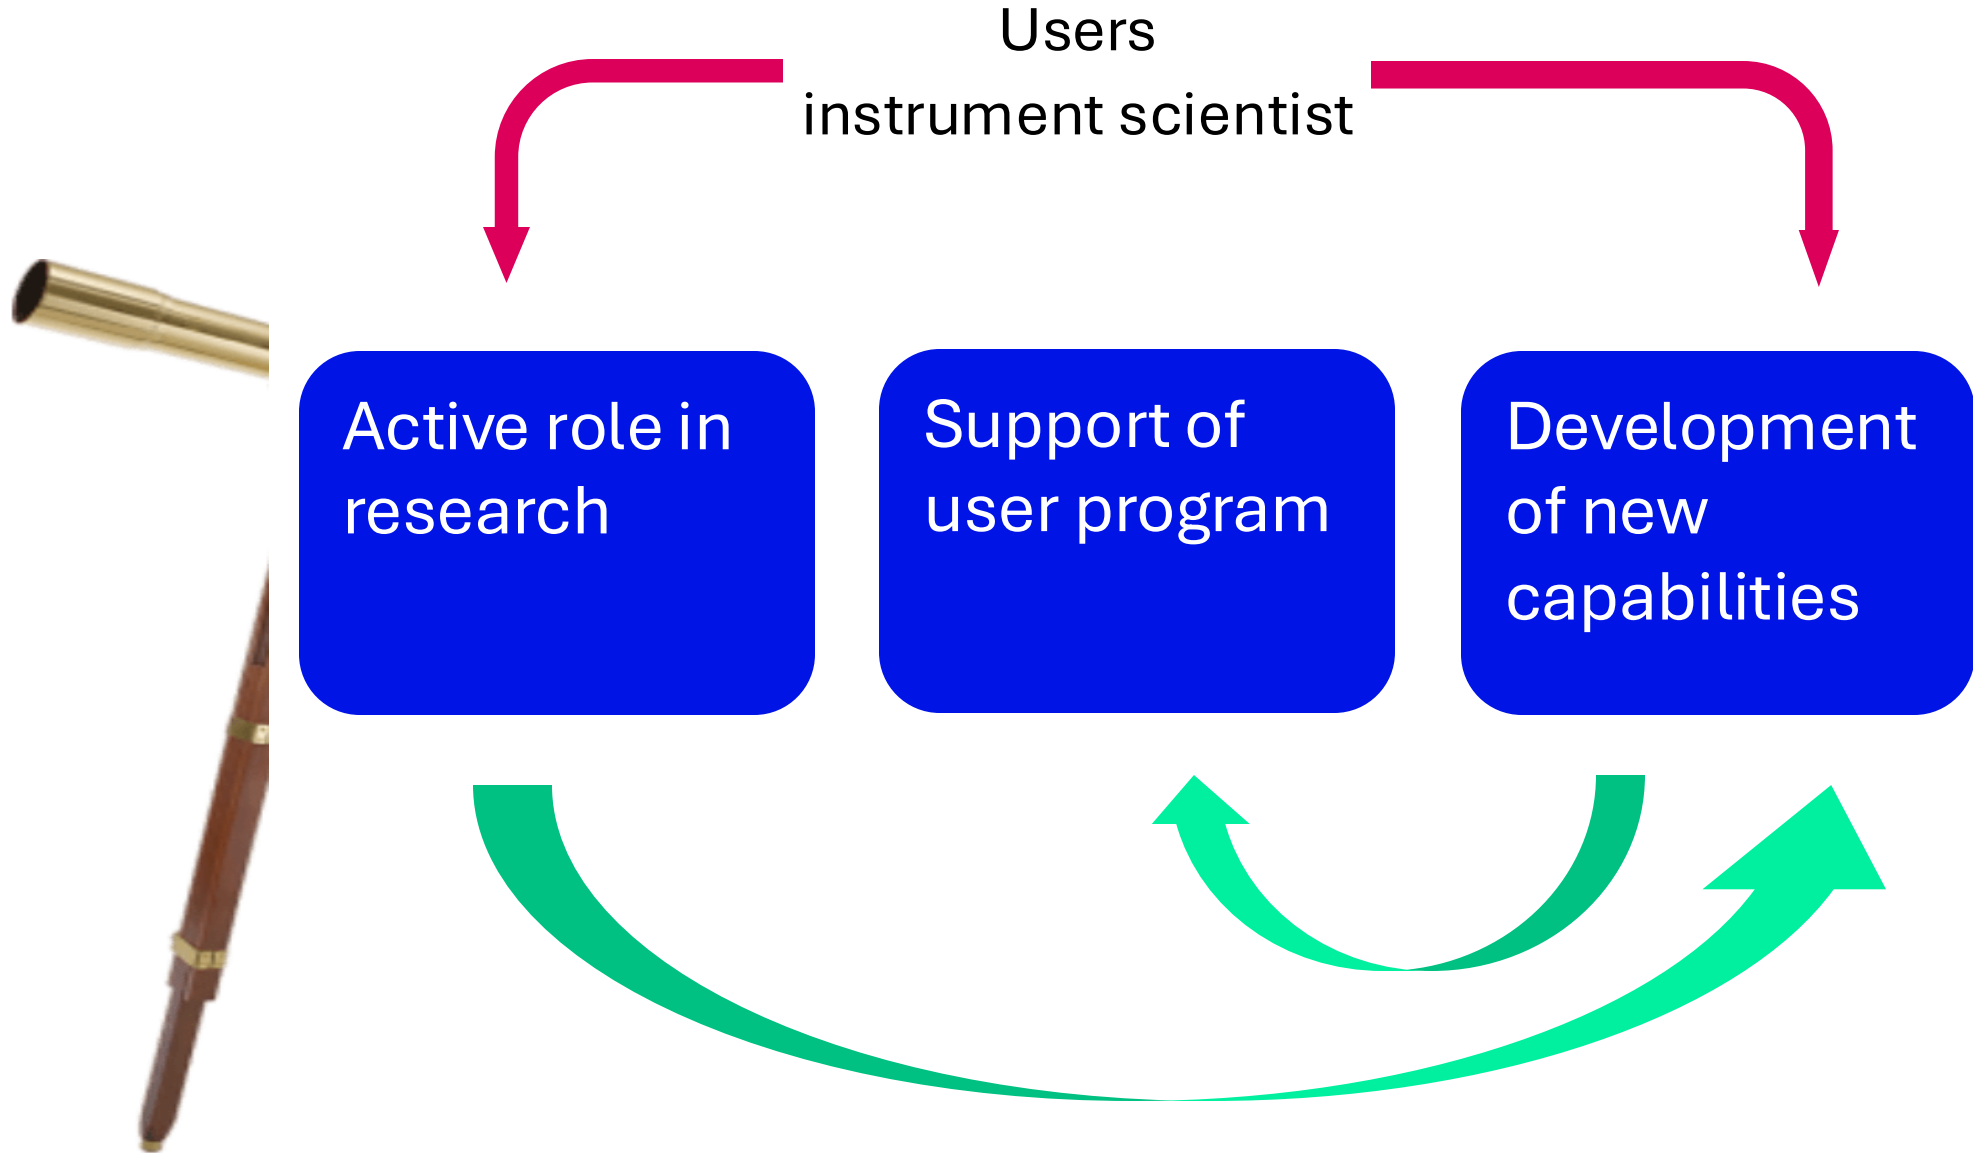 Users
instrument scientist
Active role in
research
Support of
user program
Development
of new
capabilities